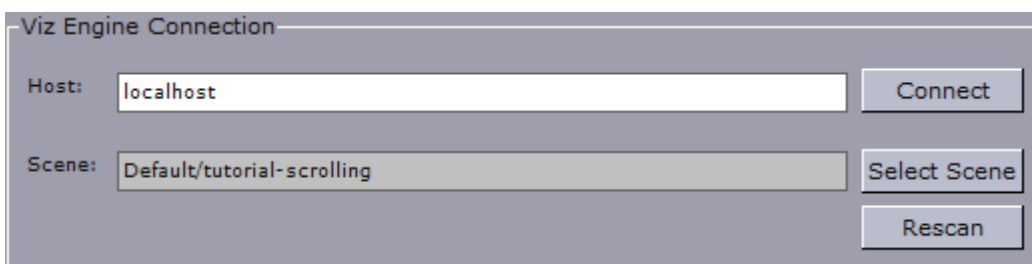 Viz Engine Connection
Host: localhost Connect
Scene: Default/tutorial-scrolling Select Scene
Rescan